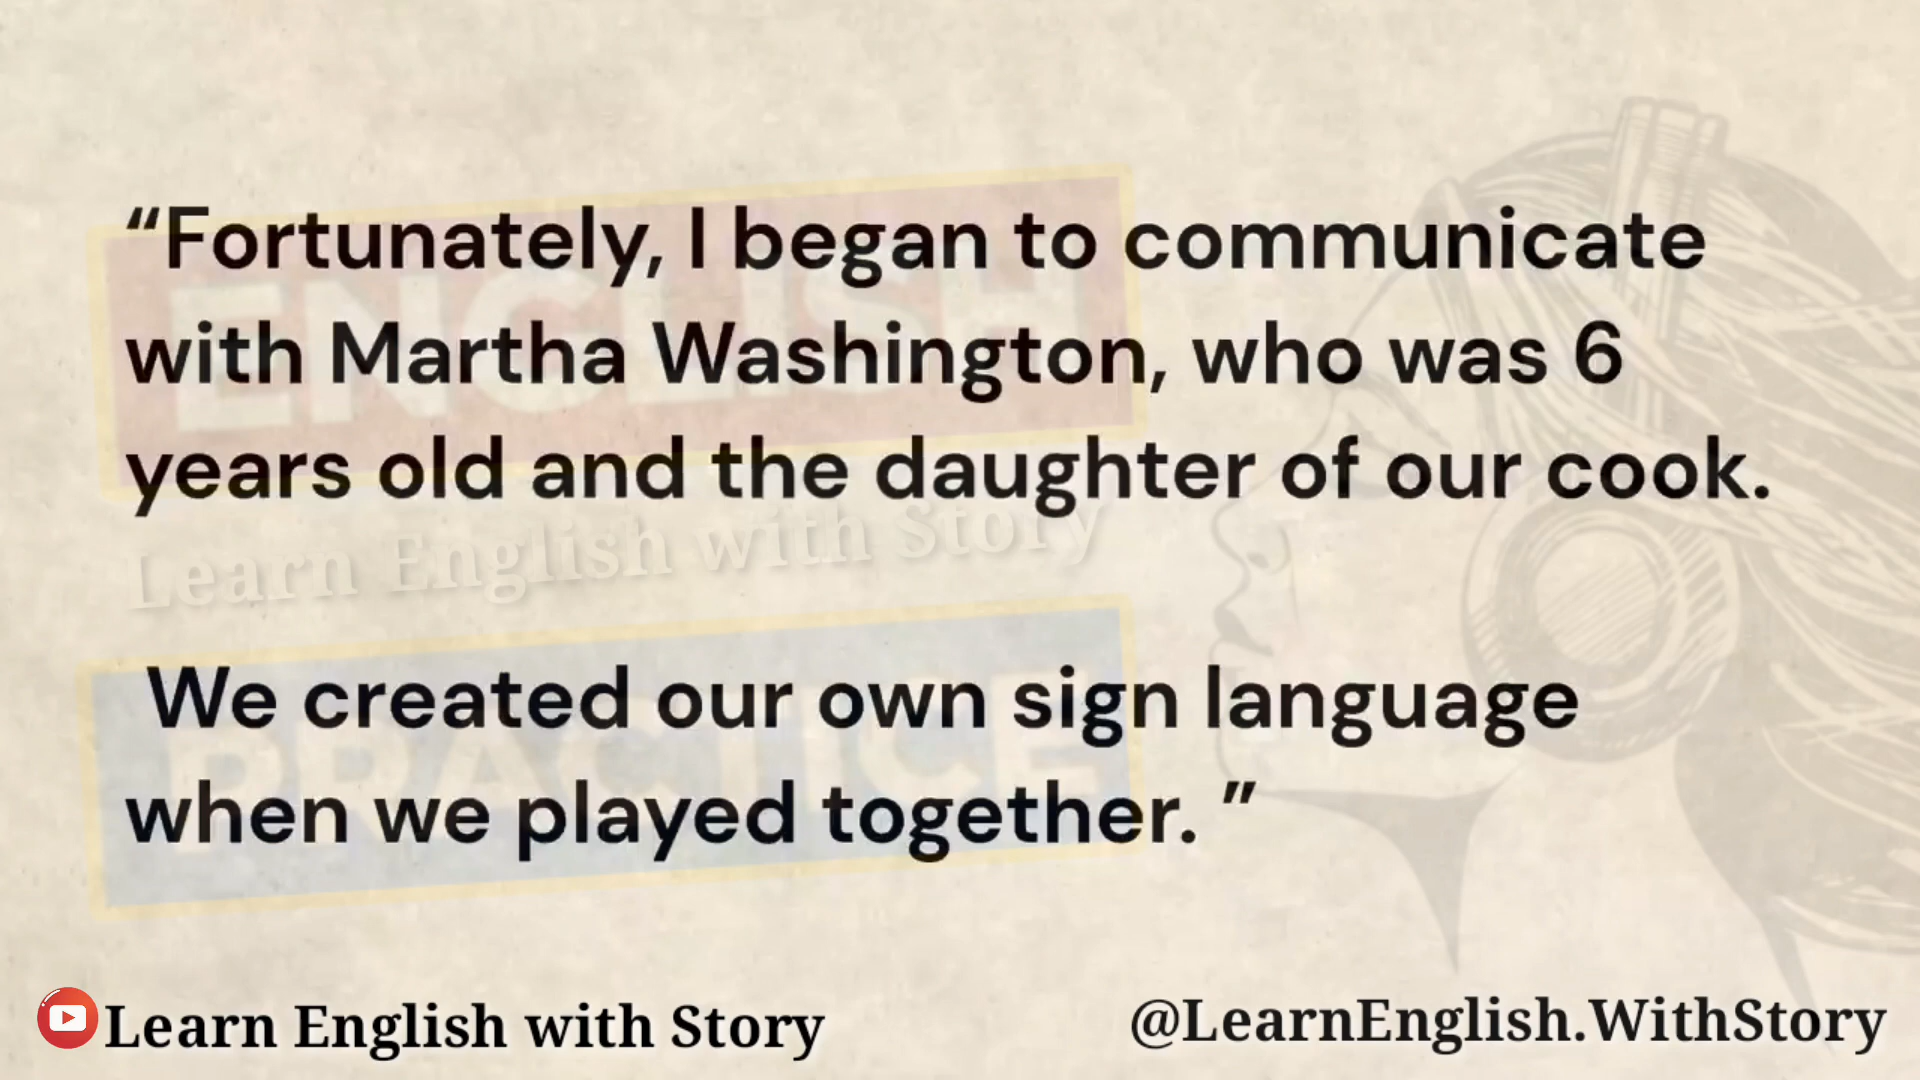 “Fortunately, I began to communicate
with Martha Washington, who was 6
years old and the daughter of our cook.
We created our own sign language
when we played together. ”
ENGLISH
Learn English with Story
PRACTICE
Learn English with Story
@LearnEnglish.WithStory